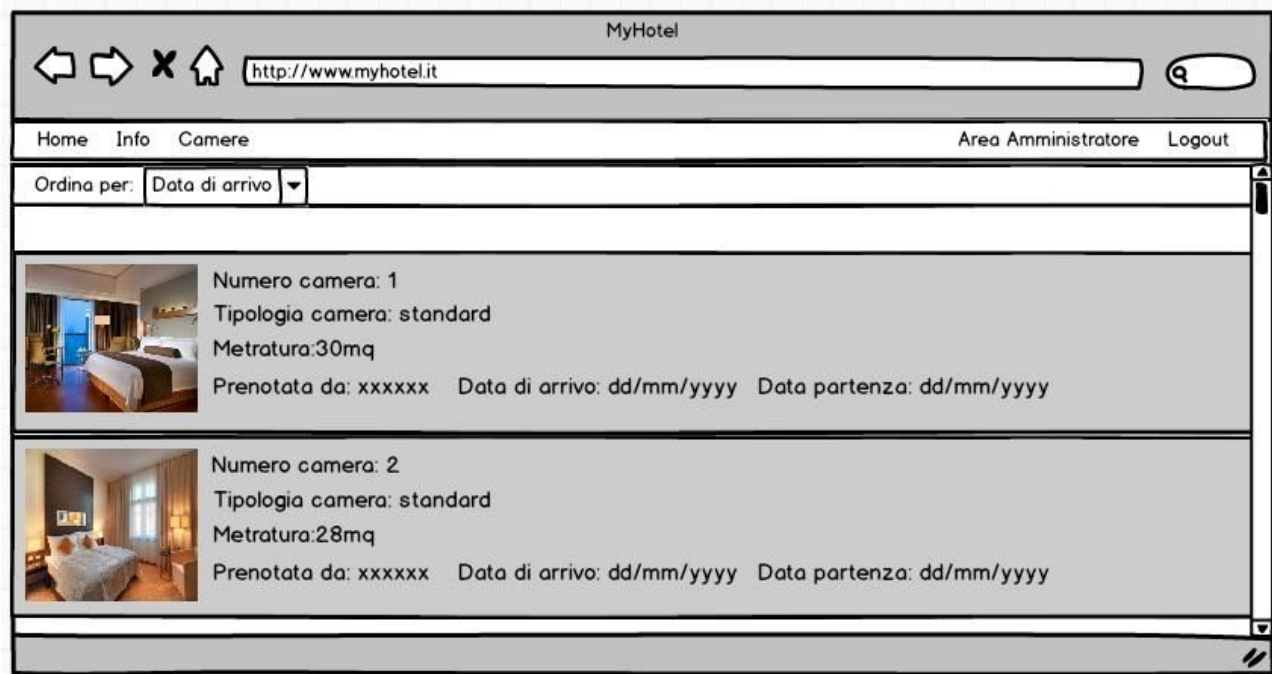 MyHotel
http://www.myhotel.it
Home Info Camere Area Amministratore Logout
Ordina per: Data di arrivo
Numero camera: 1
Tipologia camera: standard
Metratura:30mq
Prenotata da: xxxxxx Data di arrivo: dd/mm/yyyy Data partenza: dd/mm/yyyy
Numero camera: 2
Tipologia camera: standard
Metratura:28mq
Prenotata da: xxxxxx Data di arrivo: dd/mm/yyyy Data partenza: dd/mm/yyyy